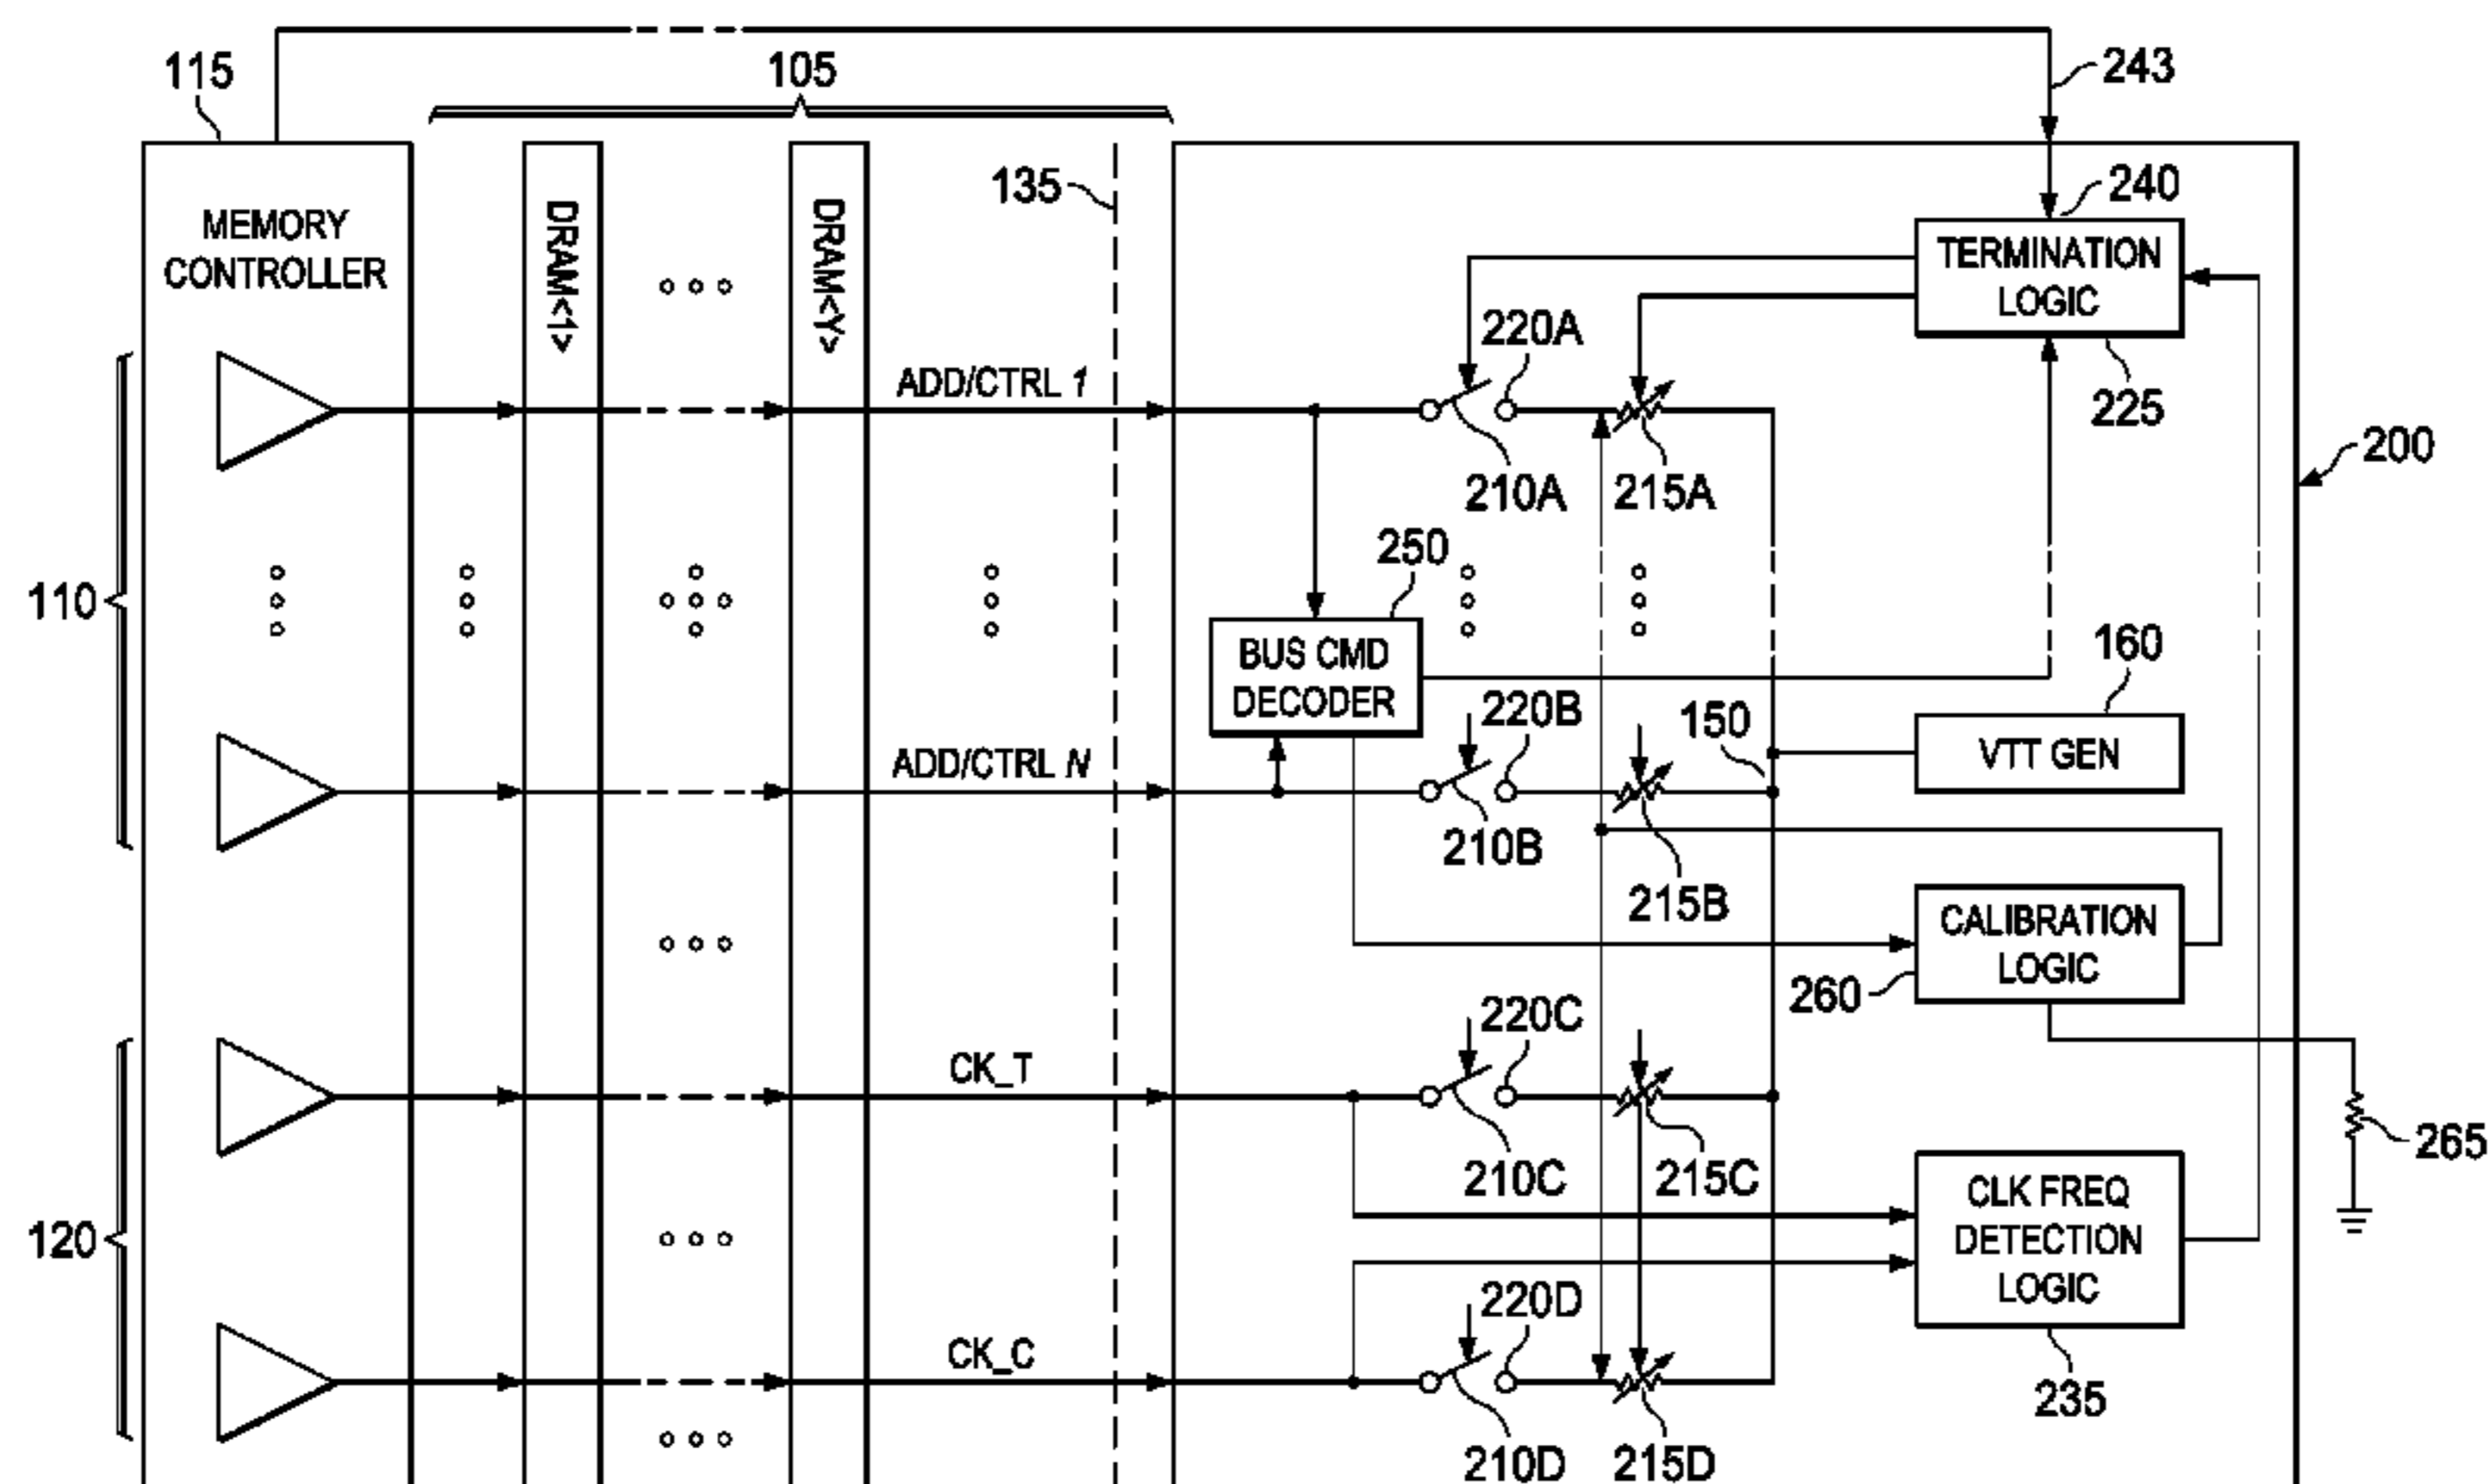 115
105
243
MEMORY
CONTROLLER
DRAM<1>
DRAM<Y>
135
240
TERMINATION
LOGIC
225
220A
ADD/CTRL 1
210A
215A
200
110
250
BUS CMD
DECODER
160
VTT GEN
150
220B
ADD/CTRL N
210B
215B
CALIBRATION
LOGIC
260
220C
CK_T
210C
215C
265
120
CLK FREQ
DETECTION
LOGIC
235
220D
CK_C
210D
215D